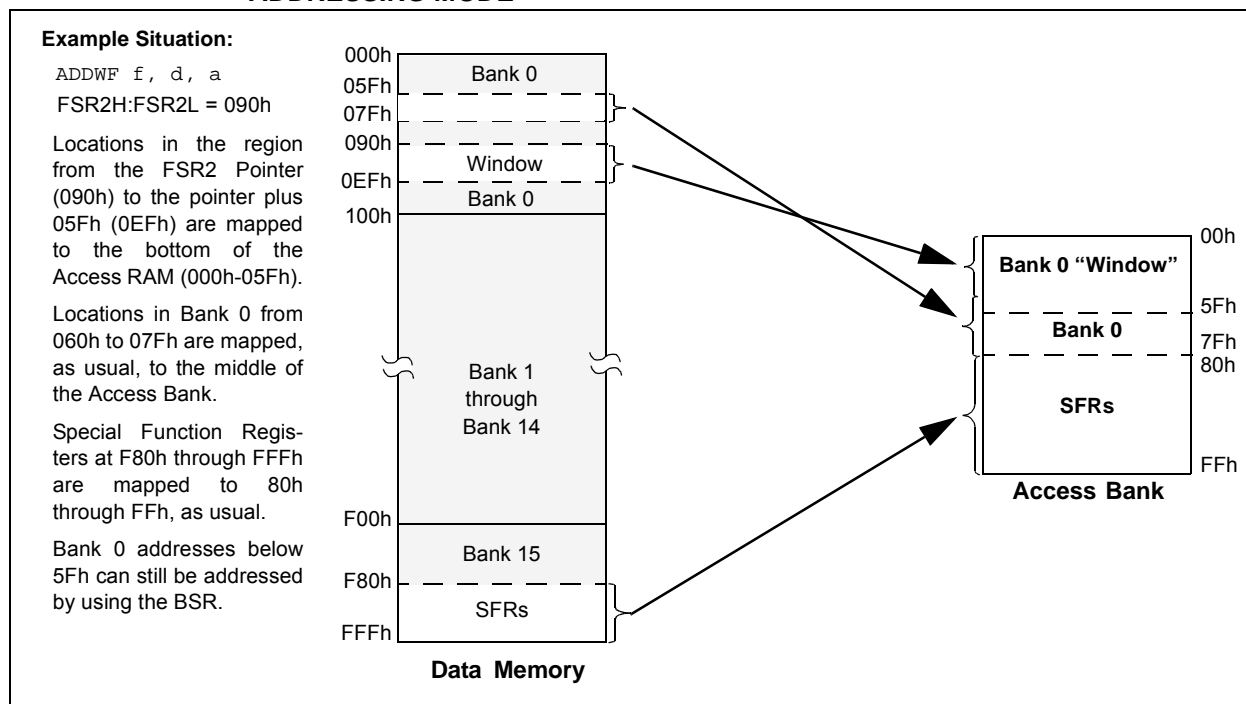 ADDRESSING MODE
Example Situation:
ADDWF f, d, a
FSR2H:FSR2L = 090h
Locations in the region
from the FSR2 Pointer
(090h) to the pointer plus
05Fh (0EFh) are mapped
to the bottom of the
Access RAM (000h-05Fh).
Locations in Bank 0 from
060h to 07Fh are mapped,
as usual, to the middle of
the Access Bank.
Special Function Regis-
ters at F80h through FFFh
are mapped to 80h
through FFh, as usual.
Bank 0 addresses below
5Fh can still be addressed
by using the BSR.
000h
05Fh
07Fh
090h
0EFh
100h
F00h
F80h
FFFh
Bank 0
Window
Bank 0
Bank 1
through
Bank 14
Bank 15
SFRs
Data Memory
00h
Bank 0 “Window”
5Fh
Bank 0
7Fh
80h
SFRs
FFh
Access Bank